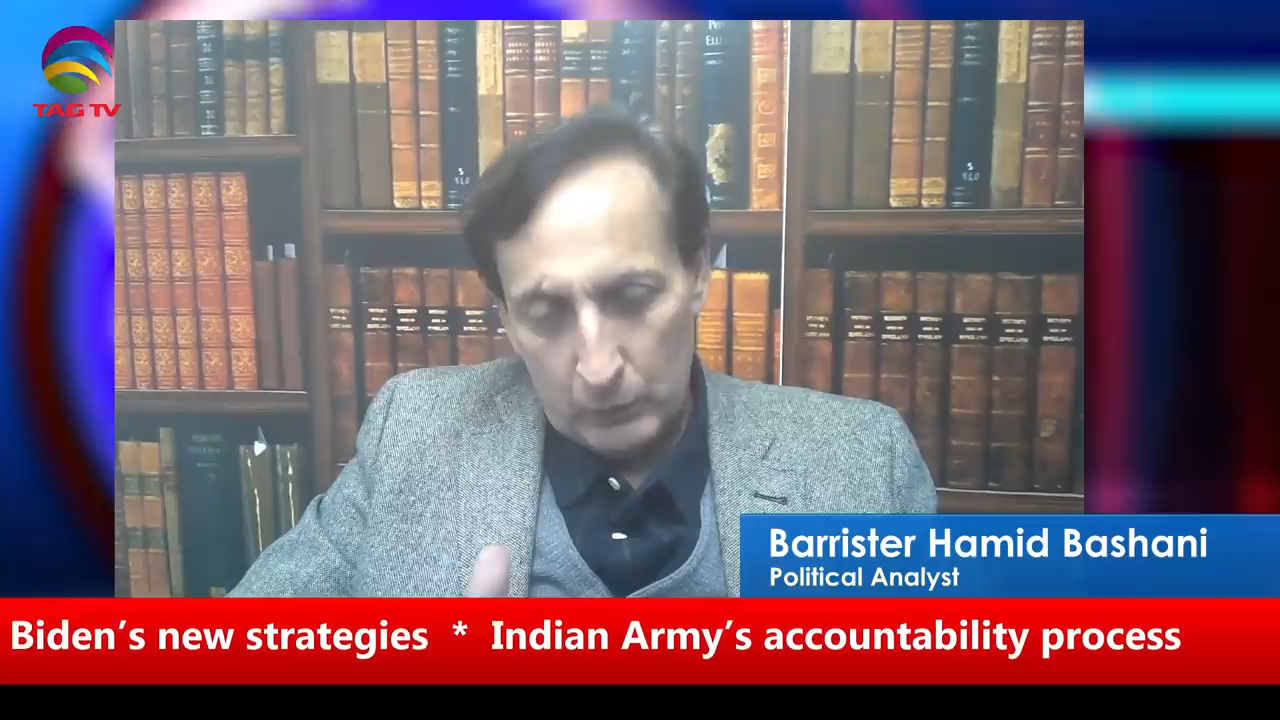 TAG TV
Barrister Hamid Bashani
Political Analyst
Biden’s new strategies * Indian Army’s accountability process